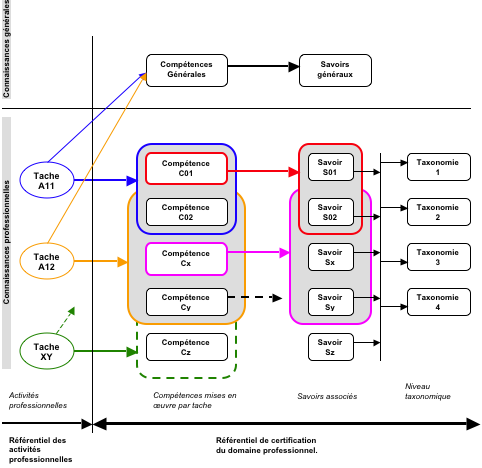 Connaissances générales
Compétences
Générales
Savoirs
généraux
Connaissances professionnelles
Tache
A11
Compétence
C01
Savoir
S01
Taxonomie
1
Compétence
C02
Savoir
S02
Taxonomie
2
Tache
A12
Compétence
Cx
Savoir
Sx
Taxonomie
3
Compétence
Cy
Savoir
Sy
Taxonomie
4
Tache
XY
Compétence
Cz
Savoir
Sz
Activités
professionnelles
Compétences mises en
œuvre par tache
Savoirs associés
Niveau
taxonomique
Référentiel des
activités
professionnelles
Référentiel de certification
du domaine professionnel.